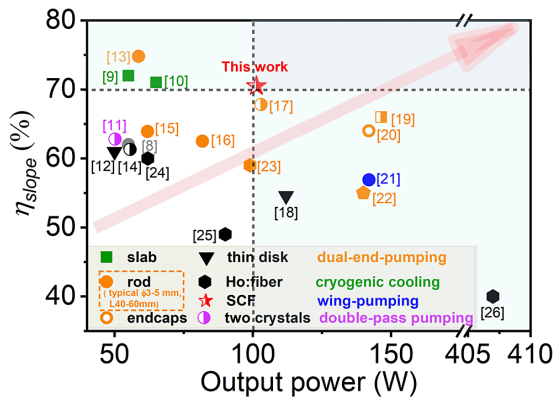 80
70
60
50
40
η_slope (%)
[13]
[9]
[10]
This work
[17]
[11]
[15]
[19]
[16]
[20]
[8]
[12]
[14]
[24]
[23]
[21]
[18]
[22]
[25]
[26]
slab
thin disk
dual-end-pumping
rod
Ho:fiber
cryogenic cooling
( typical ϕ3-5 mm,
L40-60mm)
SCF
wing-pumping
endcaps
two crystals
double-pass pumping
50
100
150
405
410
Output power (W)